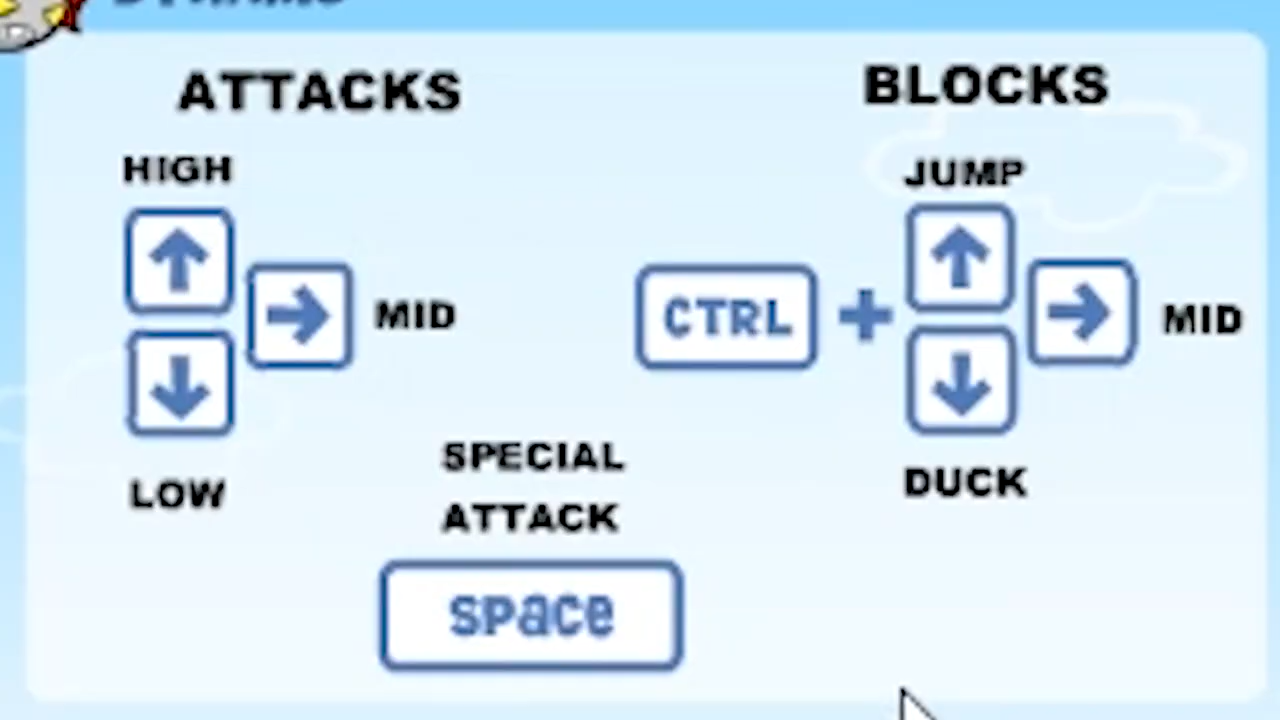 ATTACKS
BLOCKS
HIGH
JUMP
MID
CTRL
+
MID
LOW
DUCK
SPECIAL
ATTACK
space